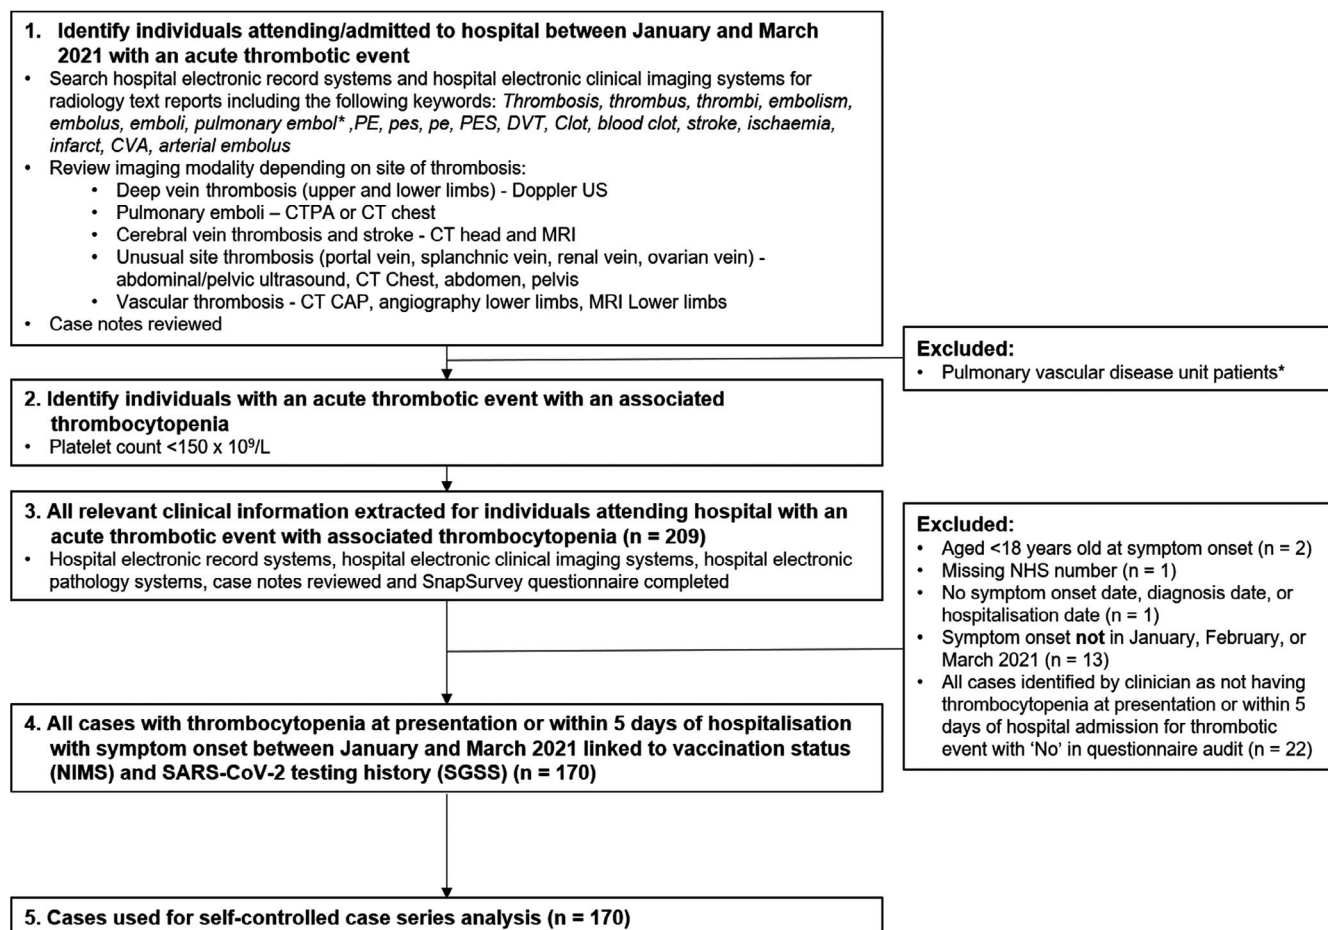 1. Identify individuals attending/admitted to hospital between January and March
2021 with an acute thrombotic event
• Search hospital electronic record systems and hospital electronic clinical imaging systems for
radiology text reports including the following keywords: Thrombosis, thrombus, thrombi, embolism,
embolus, emboli, pulmonary embol* ,PE, pes, pe, PES, DVT, Clot, blood clot, stroke, ischaemia,
infarct, CVA, arterial embolus
• Review imaging modality depending on site of thrombosis:
• Deep vein thrombosis (upper and lower limbs) - Doppler US
• Pulmonary emboli – CTPA or CT chest
• Cerebral vein thrombosis and stroke - CT head and MRI
• Unusual site thrombosis (portal vein, splanchnic vein, renal vein, ovarian vein) -
abdominal/pelvic ultrasound, CT Chest, abdomen, pelvis
• Vascular thrombosis - CT CAP, angiography lower limbs, MRI Lower limbs
• Case notes reviewed
Excluded:
• Pulmonary vascular disease unit patients*
2. Identify individuals with an acute thrombotic event with an associated
thrombocytopenia
• Platelet count <150 x 10⁹/L
3. All relevant clinical information extracted for individuals attending hospital with an
acute thrombotic event with associated thrombocytopenia (n = 209)
• Hospital electronic record systems, hospital electronic clinical imaging systems, hospital electronic
pathology systems, case notes reviewed and SnapSurvey questionnaire completed
Excluded:
• Aged <18 years old at symptom onset (n = 2)
• Missing NHS number (n = 1)
• No symptom onset date, diagnosis date, or
hospitalisation date (n = 1)
• Symptom onset not in January, February, or
March 2021 (n = 13)
• All cases identified by clinician as not having
thrombocytopenia at presentation or within 5
days of hospital admission for thrombotic
event with ‘No’ in questionnaire audit (n = 22)
4. All cases with thrombocytopenia at presentation or within 5 days of hospitalisation
with symptom onset between January and March 2021 linked to vaccination status
(NIMS) and SARS-CoV-2 testing history (SGSS) (n = 170)
5. Cases used for self-controlled case series analysis (n = 170)